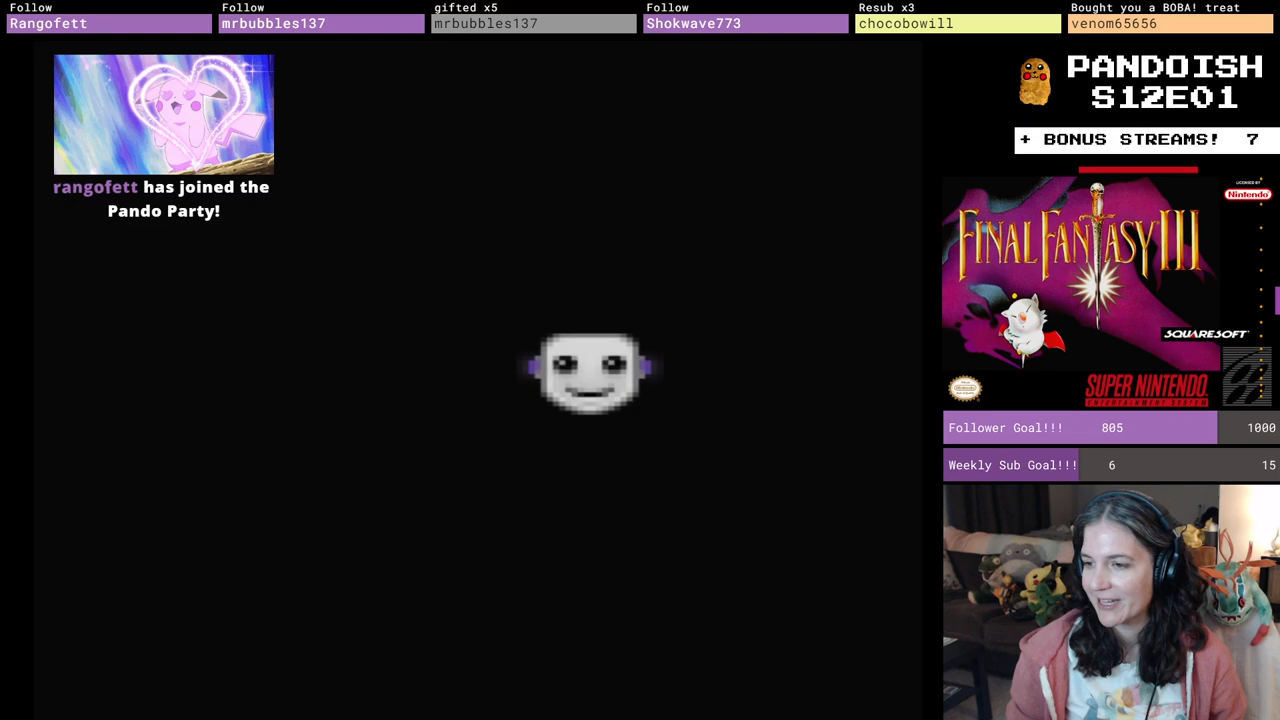 Follow
Rangofett
Follow
mrbubbles137
gifted x5
mrbubbles137
Follow
Shokwave773
Resub x3
chocobowill
Bought you a BOBA! treat
venom65656
rangofett has joined the
Pando Party!
PANDOISH
S12E01
+ BONUS STREAMS! 7
LICENSED BY
Nintendo
FINAL FANTASY III
SQUARESOFT
SUPER NINTENDO
ENTERTAINMENT SYSTEM
Follower Goal!!! 805 1000
Weekly Sub Goal!!! 6 15